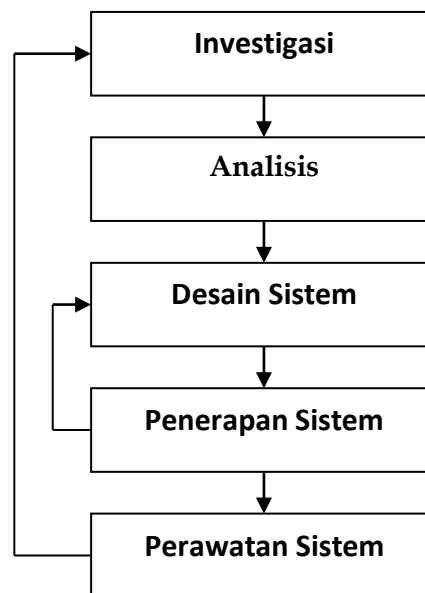 Investigasi
Analisis
Desain Sistem
Penerapan Sistem
Perawatan Sistem